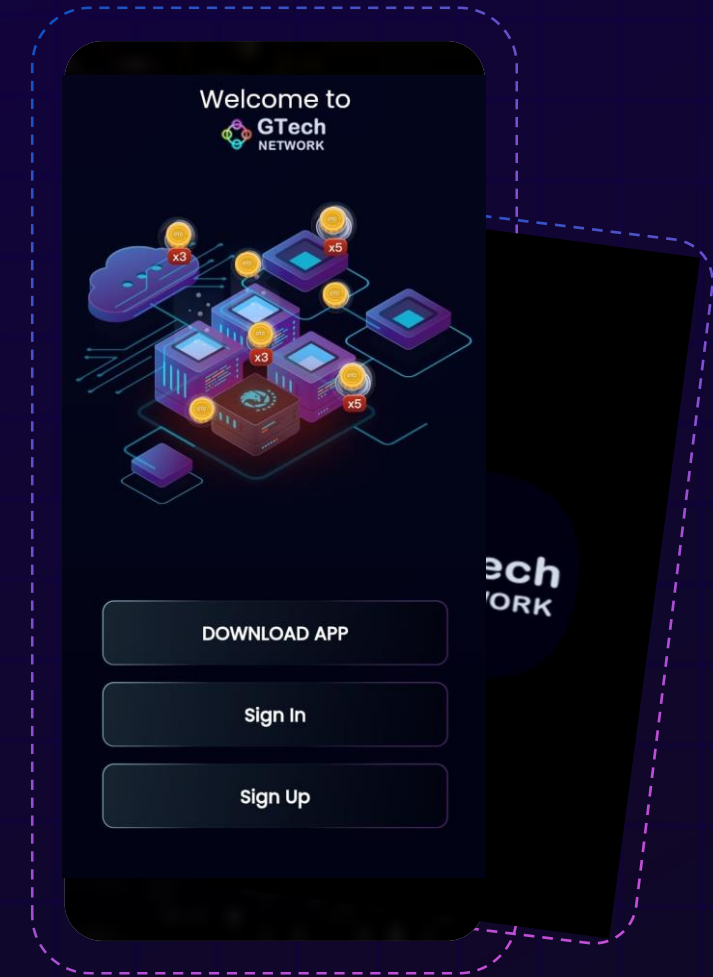 Welcome to
GTech
NETWORK
x3
x5
x3
x5
DOWNLOAD APP
Sign In
Sign Up
ech
ORK